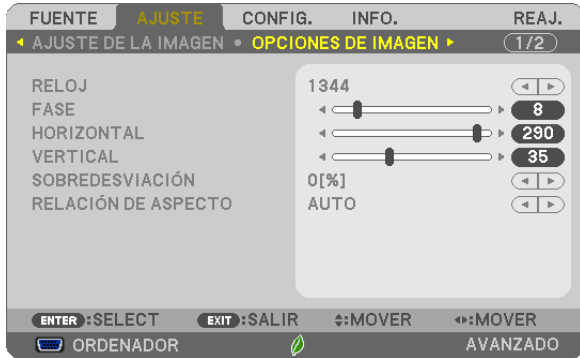 FUENTE AJUSTE CONFIG. INFO. REAJ.
AJUSTE DE LA IMAGEN • OPCIONES DE IMAGEN 1/2
RELOJ 1344
FASE 8
HORIZONTAL 290
VERTICAL 35
SOBREDESVIACIÓN 0[%]
RELACIÓN DE ASPECTO AUTO
ENTER :SELECT EXIT :SALIR :MOVER :MOVER
ORDENADOR AVANZADO